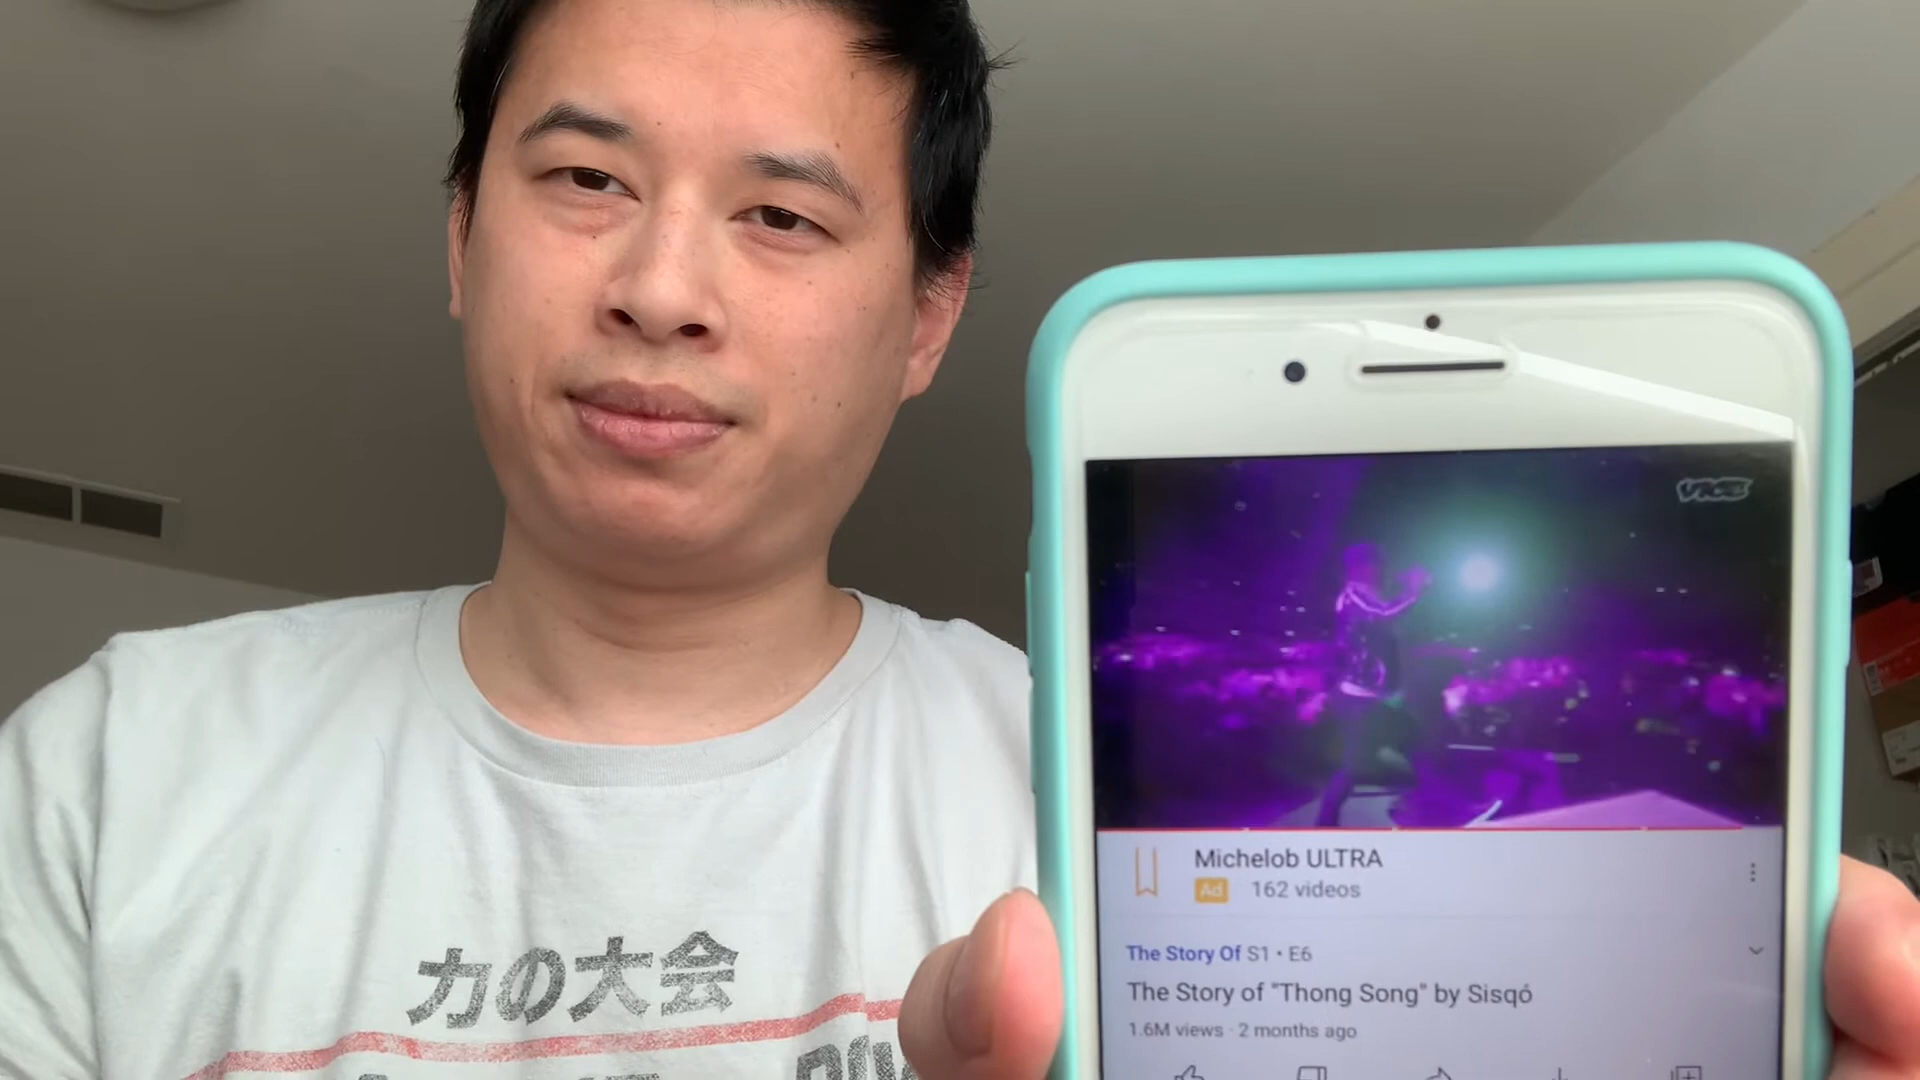 力の大会
VICE
Michelob ULTRA
Ad 162 videos
The Story Of S1 • E6
The Story of "Thong Song" by Sisqó
1.6M views · 2 months ago